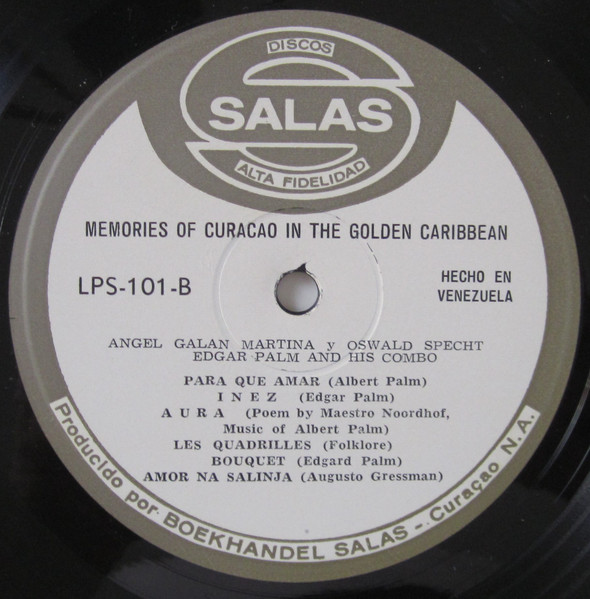 DISCOS
SALAS
ALTA FIDELIDAD
MEMORIES OF CURACAO IN THE GOLDEN CARIBBEAN
LPS-101-B
HECHO EN
VENEZUELA
ANGEL GALAN MARTINA y OSWALD SPECHT
EDGAR PALM AND HIS COMBO
PARA QUE AMAR (Albert Palm)
INEZ (Edgar Palm)
AURA (Poem by Maestro Noordhof,
Music of Albert Palm)
LES QUADRILLES (Folklore)
BOUQUET (Edgard Palm)
AMOR NA SALINJA (Augusto Gressman)
Producido por BOEKHANDEL SALAS - Curaçao N.A.